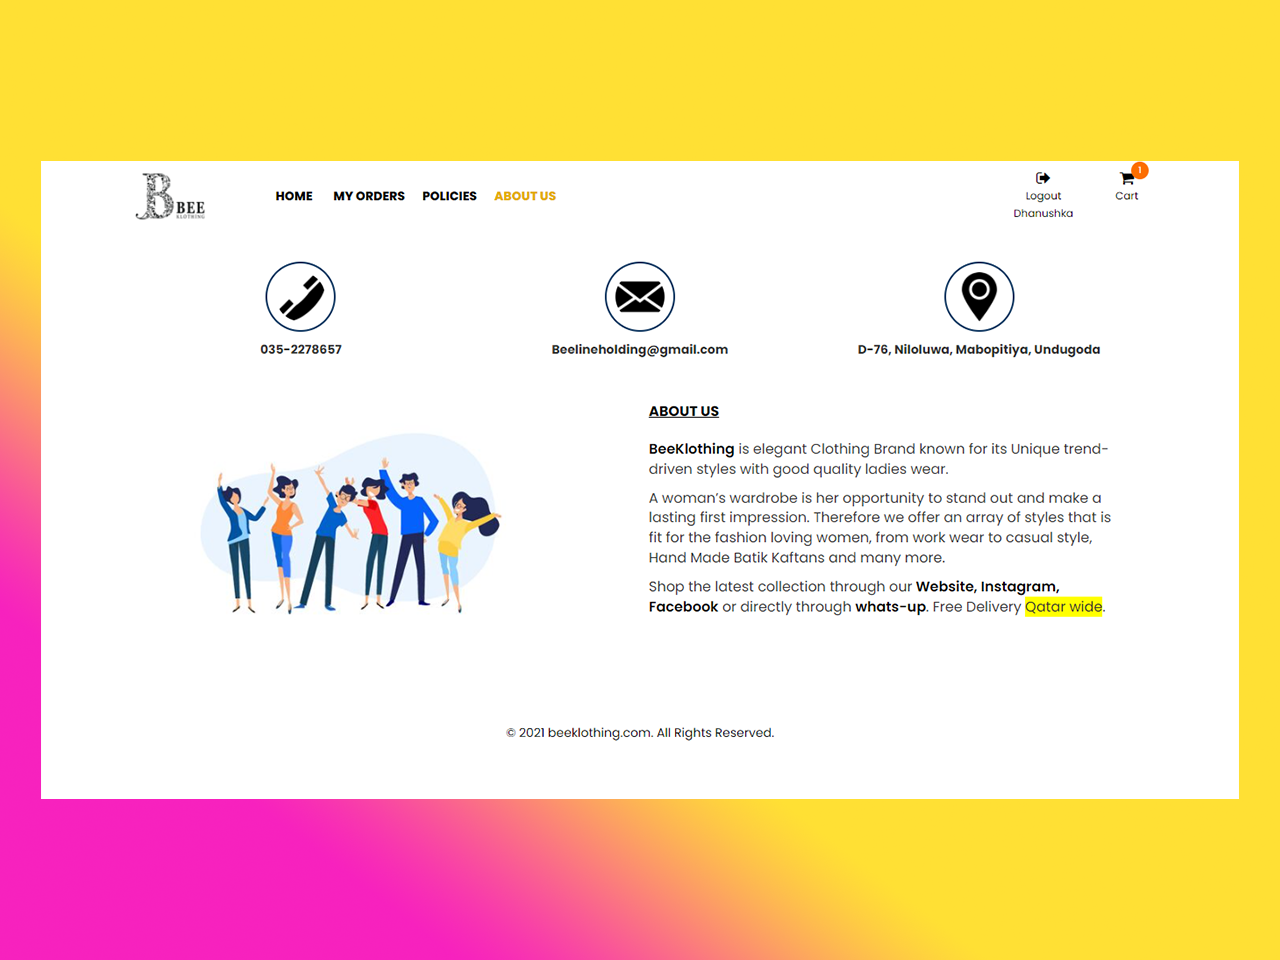 BBEE
KLOTHING
HOME MY ORDERS POLICIES ABOUT US
Logout
Dhanushka
1
Cart
035-2278657
Beelineholding@gmail.com
D-76, Niloluwa, Mabopitiya, Undugoda
ABOUT US
BeeKlothing is elegant Clothing Brand known for its Unique trend-
driven styles with good quality ladies wear.
A woman's wardrobe is her opportunity to stand out and make a
lasting first impression. Therefore we offer an array of styles that is
fit for the fashion loving women, from work wear to casual style,
Hand Made Batik Kaftans and many more.
Shop the latest collection through our Website, Instagram,
Facebook or directly through whats-up. Free Delivery Qatar wide.
© 2021 beeklothing.com. All Rights Reserved.